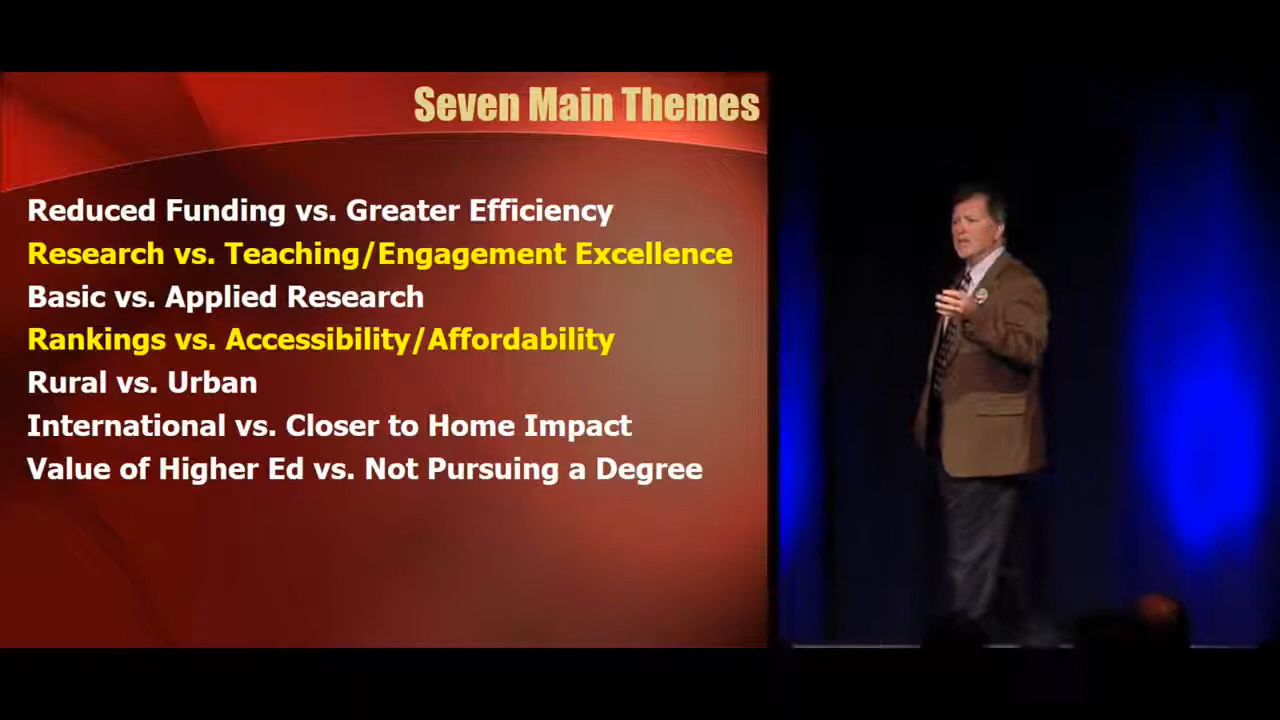 Seven Main Themes
Reduced Funding vs. Greater Efficiency
Research vs. Teaching/Engagement Excellence
Basic vs. Applied Research
Rankings vs. Accessibility/Affordability
Rural vs. Urban
International vs. Closer to Home Impact
Value of Higher Ed vs. Not Pursuing a Degree